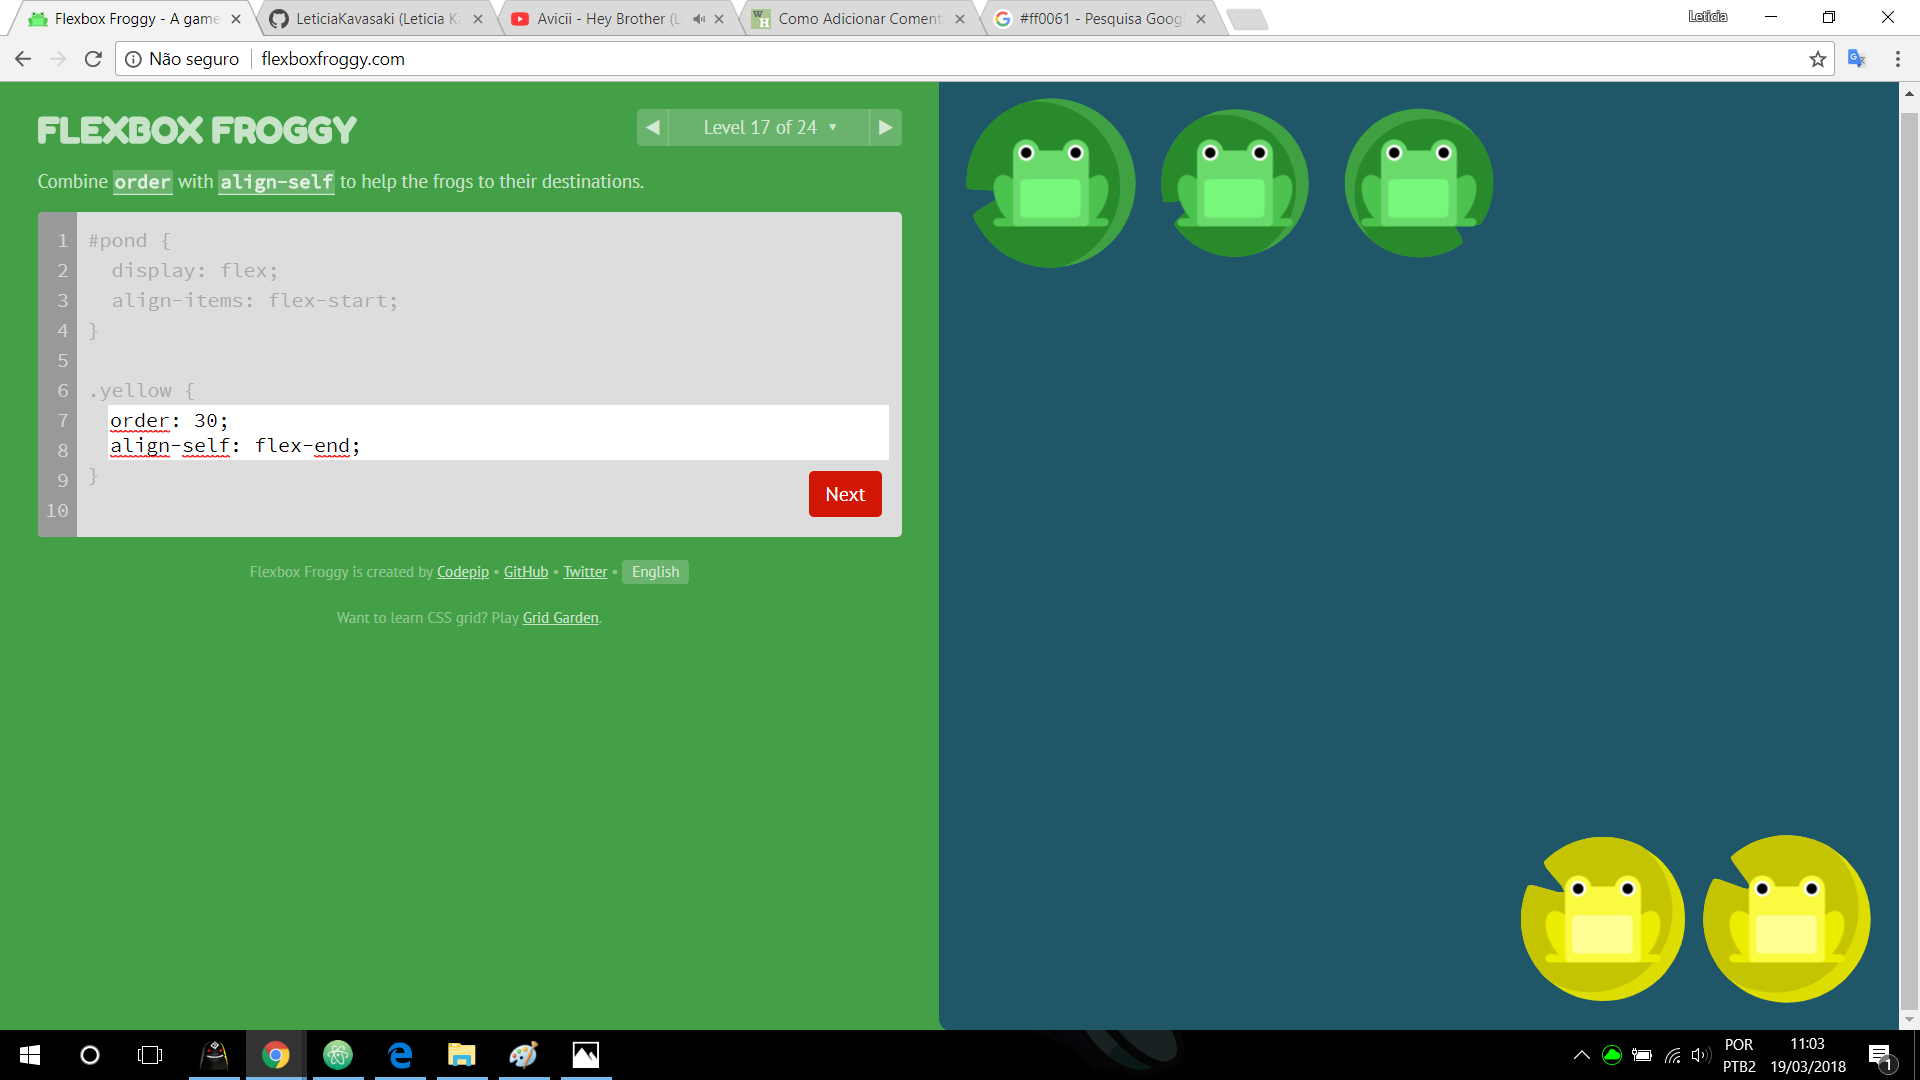 Flexbox Froggy - A game
LeticiaKavasaki (Leticia K
Avicii - Hey Brother (L
Como Adicionar Coment
#ff0061 - Pesquisa Goog
Leticia
Não seguro
flexboxfroggy.com
FLEXBOX FROGGY
◀ Level 17 of 24 ▼ ▶
Combine order with align-self to help the frogs to their destinations.
1 #pond {
2 display: flex;
3 align-items: flex-start;
4 }
5
6 .yellow {
7 order: 30;
8 align-self: flex-end;
9 }
10
Next
Flexbox Froggy is created by Codepip • GitHub • Twitter • English
Want to learn CSS grid? Play Grid Garden.
POR
PTB2
11:03
19/03/2018
1